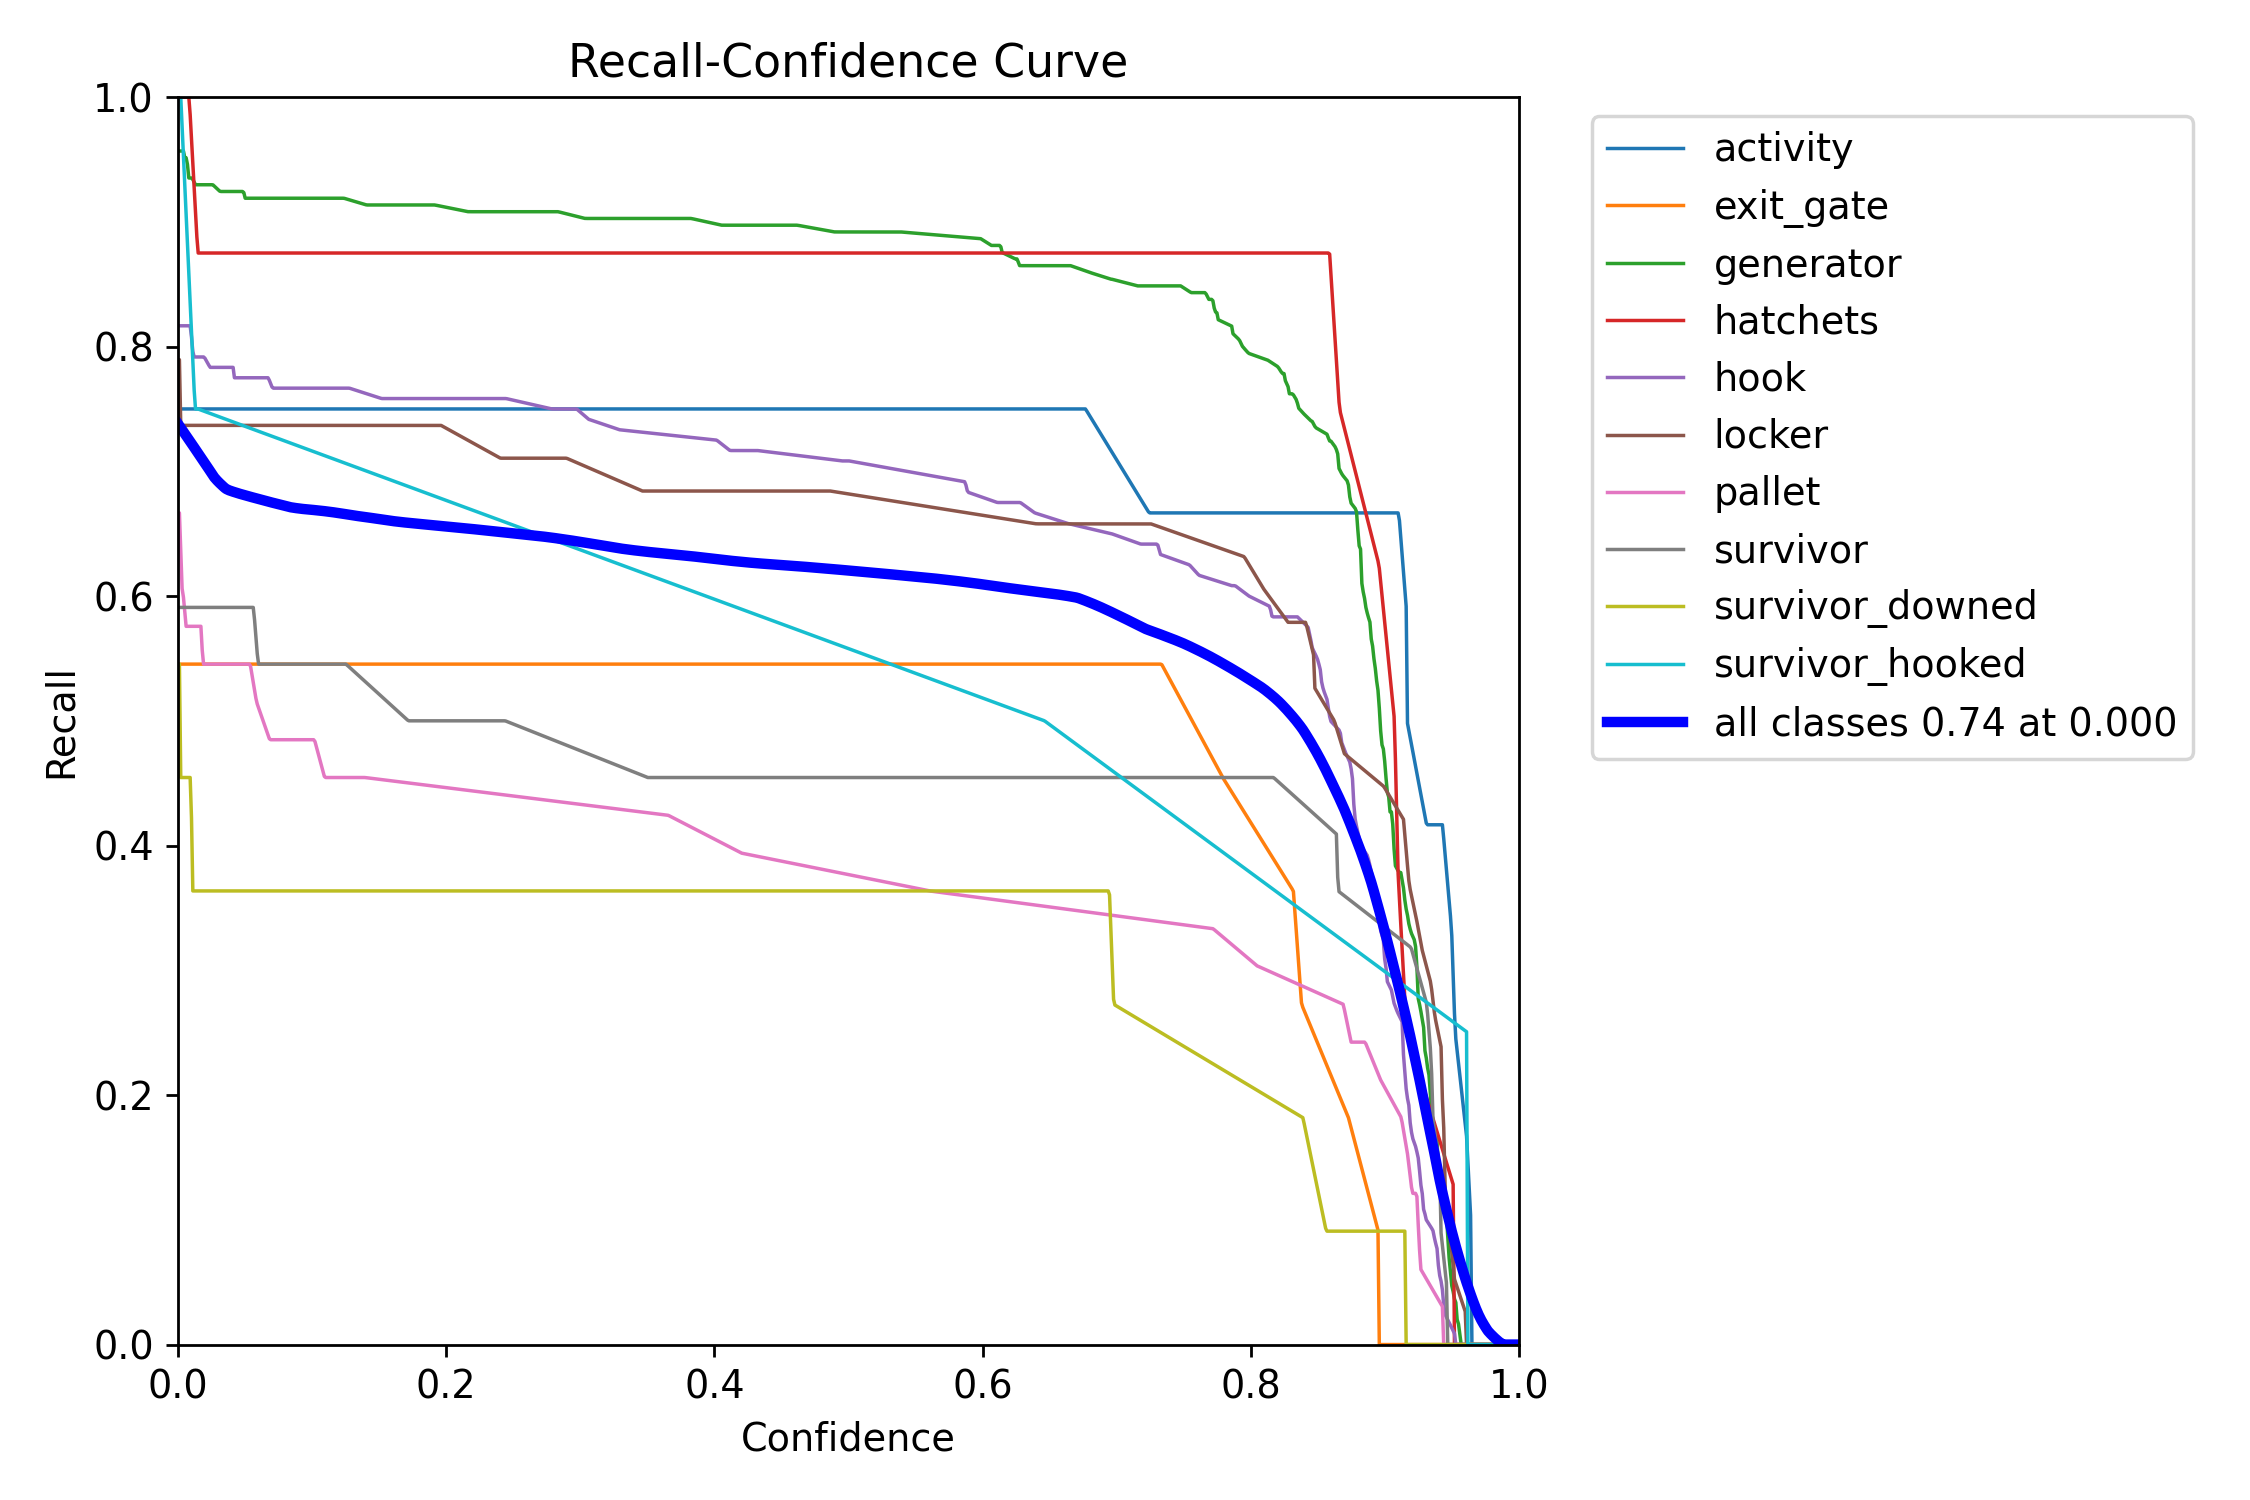 Recall-Confidence Curve
1.0
0.8
0.6
0.4
0.2
0.0
Recall
0.0 0.2 0.4 0.6 0.8 1.0
Confidence
activity
exit_gate
generator
hatchets
hook
locker
pallet
survivor
survivor_downed
survivor_hooked
all classes 0.74 at 0.000